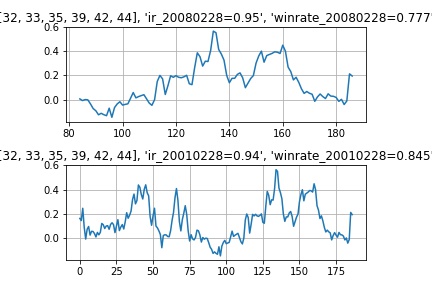 [32, 33, 35, 39, 42, 44], 'ir_20080228=0.95', 'winrate_20080228=0.777'
0.6
0.4
0.2
0.0
80 100 120 140 160 180
[32, 33, 35, 39, 42, 44], 'ir_20010228=0.94', 'winrate_20010228=0.845'
0.6
0.4
0.2
0.0
0 25 50 75 100 125 150 175